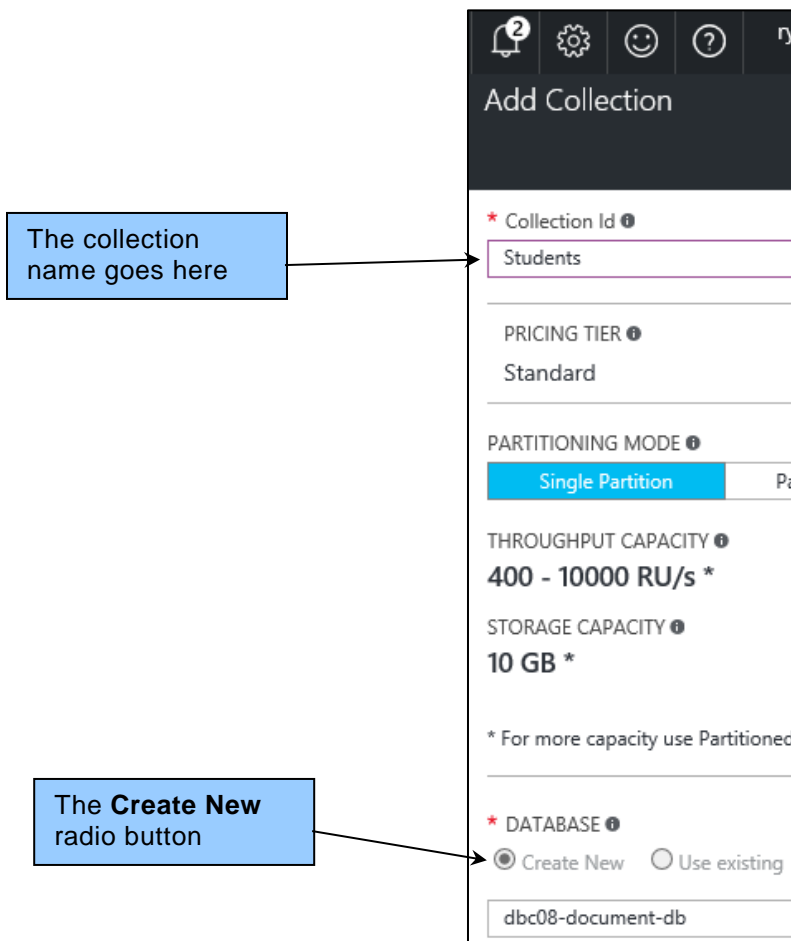 2
Add Collection
The collection
name goes here
* Collection Id
Students
PRICING TIER
Standard
PARTITIONING MODE
Single Partition
THROUGHPUT CAPACITY
400 - 10000 RU/s *
STORAGE CAPACITY
10 GB *
* For more capacity use Partitioned
The Create New
radio button
* DATABASE
Create New Use existing
dbc08-document-db